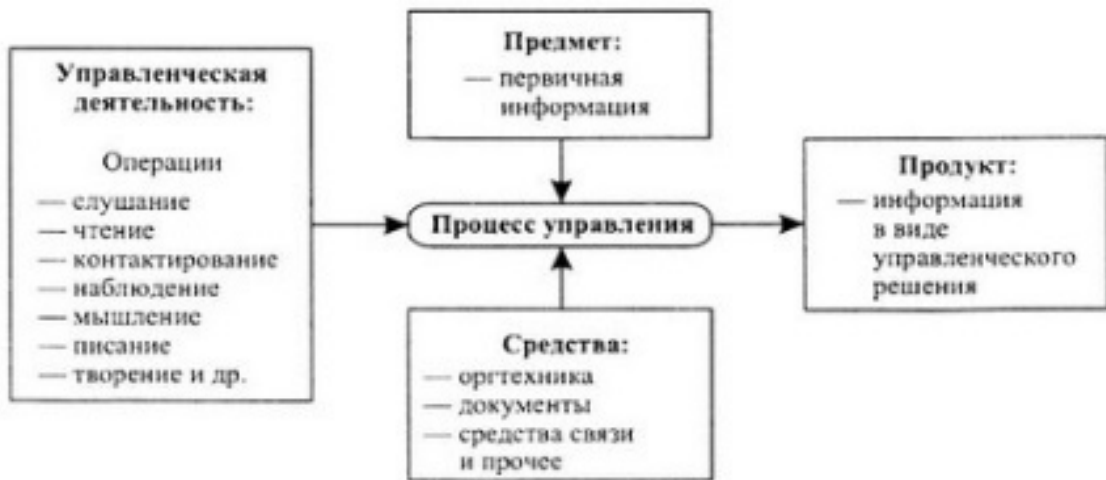 Управленческая
деятельность:
Операции
— слушание
— чтение
— контактирование
— наблюдение
— мышление
— писание
— творение и др.
Предмет:
— первичная
информация
Процесс управления
Средства:
— оргтехника
— документы
— средства связи
и прочее
Продукт:
— информация
в виде
управленческого
решения